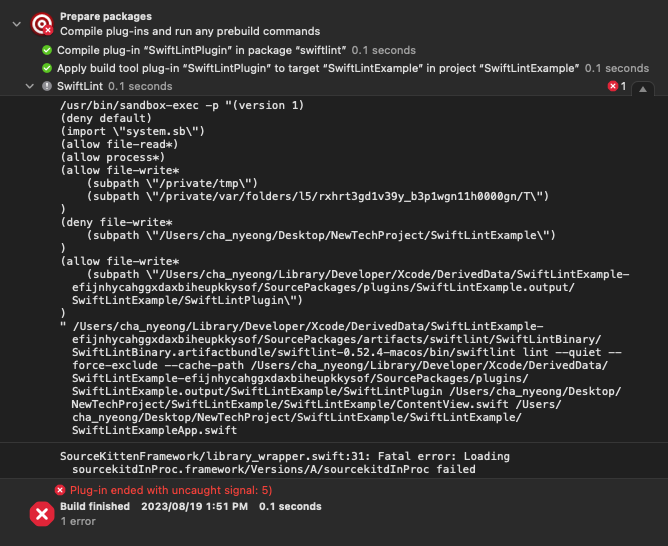 Prepare packages
Compile plug-ins and run any prebuild commands
Compile plug-in “SwiftLintPlugin” in package “swiftlint” 0.1 seconds
Apply build tool plug-in “SwiftLintPlugin” to target “SwiftLintExample” in project “SwiftLintExample” 0.1 seconds
SwiftLint 0.1 seconds 1
/usr/bin/sandbox-exec -p "(version 1)
(deny default)
(import \"system.sb\")
(allow file-read*)
(allow process*)
(allow file-write*
(subpath \"/private/tmp\")
(subpath \"/private/var/folders/l5/rxhrt3gd1v39y_b3p1wgn11h0000gn/T\")
)
(deny file-write*
(subpath \"/Users/cha_nyeong/Desktop/NewTechProject/SwiftLintExample\")
)
(allow file-write*
(subpath \"/Users/cha_nyeong/Library/Developer/Xcode/DerivedData/SwiftLintExample-
efijnhycahggxdaxbiheupkkysof/SourcePackages/plugins/SwiftLintExample.output/
SwiftLintExample/SwiftLintPlugin\")
)
" /Users/cha_nyeong/Library/Developer/Xcode/DerivedData/SwiftLintExample-
efijnhycahggxdaxbiheupkkysof/SourcePackages/artifacts/swiftlint/SwiftLintBinary/
SwiftLintBinary.artifactbundle/swiftlint-0.52.4-macos/bin/swiftlint lint --quiet --
force-exclude --cache-path /Users/cha_nyeong/Library/Developer/Xcode/DerivedData/
SwiftLintExample-efijnhycahggxdaxbiheupkkysof/SourcePackages/plugins/
SwiftLintExample.output/SwiftLintExample/SwiftLintPlugin /Users/cha_nyeong/Desktop/
NewTechProject/SwiftLintExample/SwiftLintExample/ContentView.swift /Users/
cha_nyeong/Desktop/NewTechProject/SwiftLintExample/SwiftLintExample/
SwiftLintExampleApp.swift
SourceKittenFramework/library_wrapper.swift:31: Fatal error: Loading
sourcekitdInProc.framework/Versions/A/sourcekitdInProc failed
Plug-in ended with uncaught signal: 5)
Build finished 2023/08/19 1:51 PM 0.1 seconds
1 error